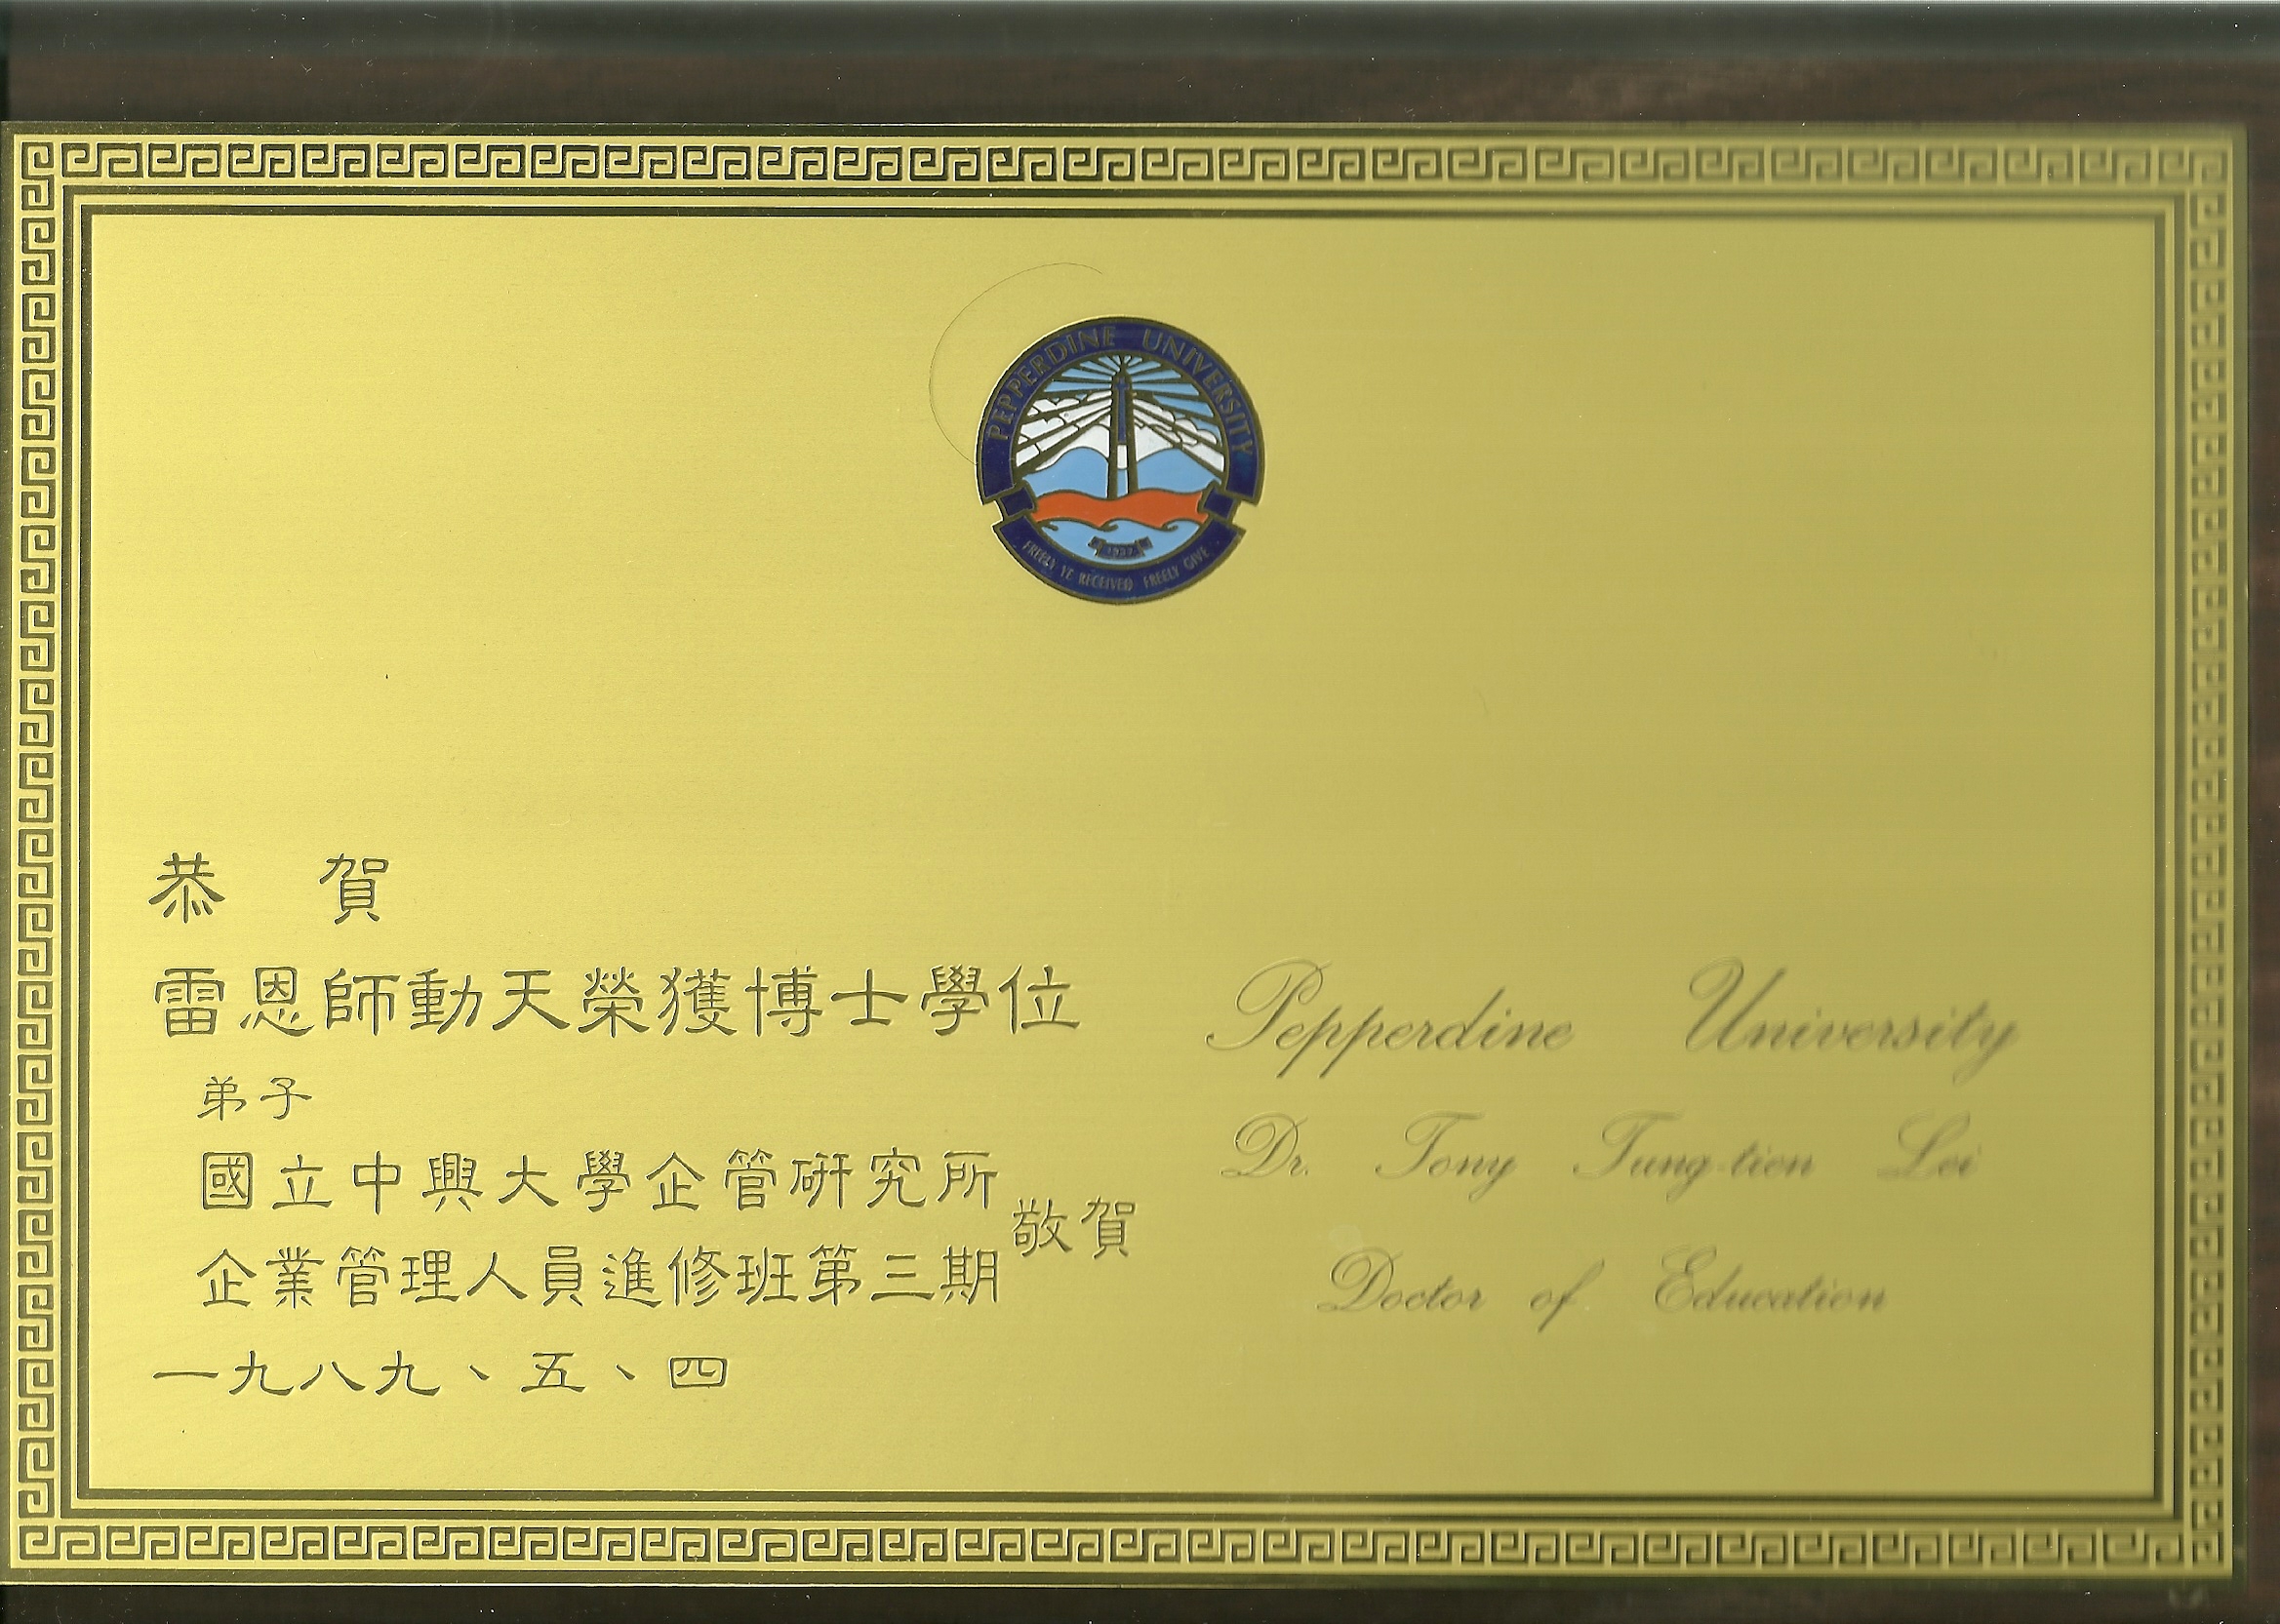 PEPPERDINE UNIVERSITY
1937
FREELY YE RECEIVED FREELY GIVE
恭 賀
雷恩師動天榮獲博士學位
弟子
國立中興大學企管研究所
企業管理人員進修班第三期
敬賀
一九八九、五、四
Pepperdine University
Dr. Tony Tung-tien Lei
Doctor of Education